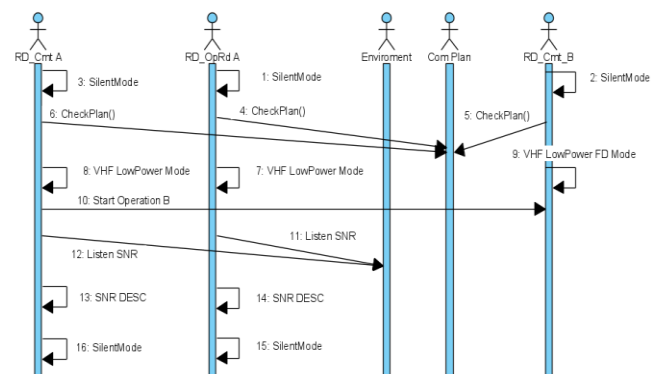 RD_Cmt A
RD_OpRd A
Enviroment
Com Plan
RD_Cmt_B
3: SilentMode
1: SilentMode
2: SilentMode
6: CheckPlan()
4: CheckPlan()
5: CheckPlan()
8: VHF LowPower Mode
7: VHF LowPower Mode
9: VHF LowPower FD Mode
10: Start Operation B
11: Listen SNR
12: Listen SNR
13: SNR DESC
14: SNR DESC
16: SilentMode
15: SilentMode